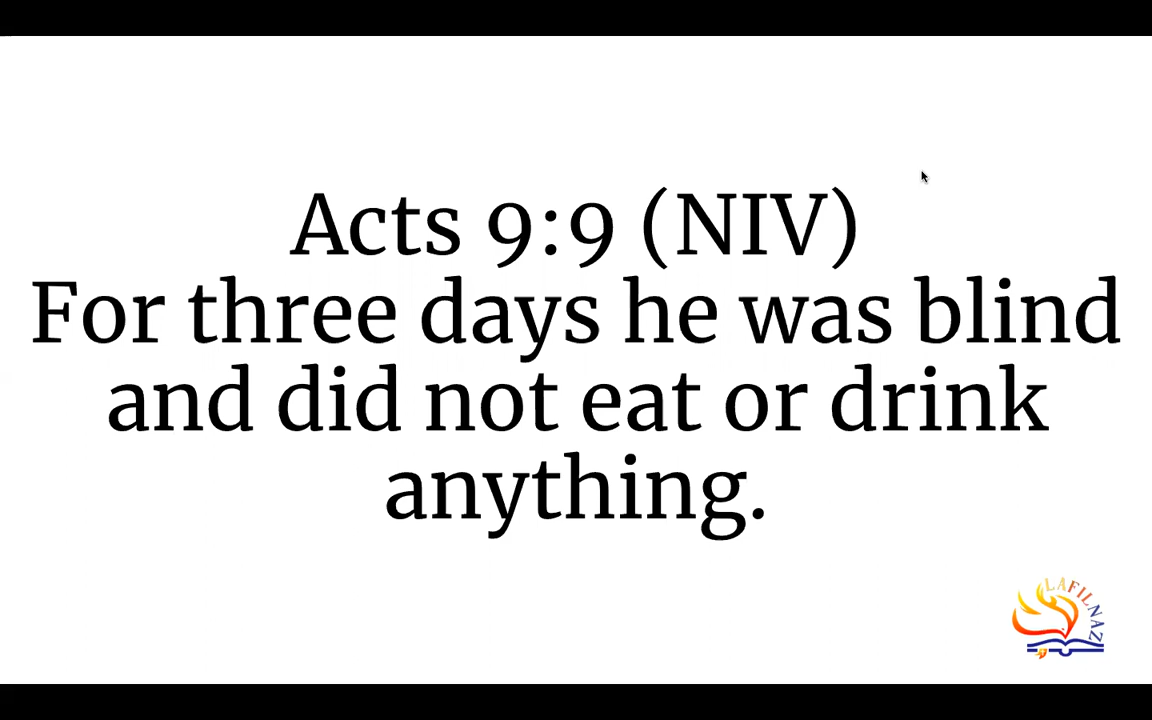 Acts 9:9 (NIV)
For three days he was blind
and did not eat or drink
anything.
LAFILNAZ